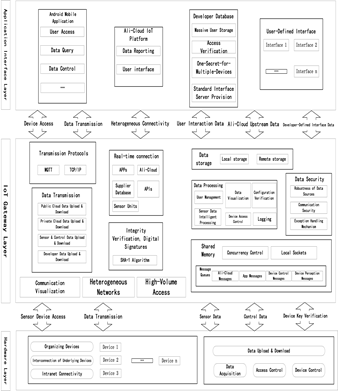 Application Interface Layer
Android Mobile
Application
User Access
Data Query
Data Control
Ali-Cloud IoT
Platform
Data Reporting
User interface
Developer Database
Massive User Storage
Access
Verification
One-Secret-for-
Multiple-Devices
Standard Interface
Server Provision
User-Defined Interface
Interface 1
Interface 2
Interface n
Device Access
Data Transmission
Heterogeneous Connectivity
User Interaction Data
Ali-Cloud Upstream Data
Developer-Defined Interface Data
IoT Gateway Layer
Transmission Protocols
MQTT
TCP/IP
Data Transmission
Public Cloud Data Upload &
Download
Private Cloud Data Upload &
Download
Sensor & Control Data Upload &
Download
Developer Data Upload &
Download
Communication
Visualization
Real-time connection
APPs
Ali-Cloud
Supplier
Database
APIs
Sensor Units
Integrity
Verification, Digital
Signatures
SHA-1 Algorithm
Heterogeneous
Networks
High-Volume
Access
Data
storage
Local storage
Remote storage
Data Processing
User Management
Data
Visualization
Configuration
Verification
Sensor Data
Intelligent
Processing
Device Access
Control
Logging
Data Security
Robustness of Data
Sources
Communication
Security
Exception Handling
Mechanism
Shared
Memory
Concurrency Control
Local Sockets
Message
Queues
Ali-Cloud
Messages
App Messages
Device Control
Messages
Device Reception
Messages
Sensor Device Access
Data Transmission
Sensor Data
Control Data
Device Key Verification
Hardware Layer
Organizing Devices
Interconnection of Underlying Devices
Intranet Connectivity
Device 1
Device 2
Device 3
Device n
Data Upload & Download
Data
Acquisition
Access Control
Device Control